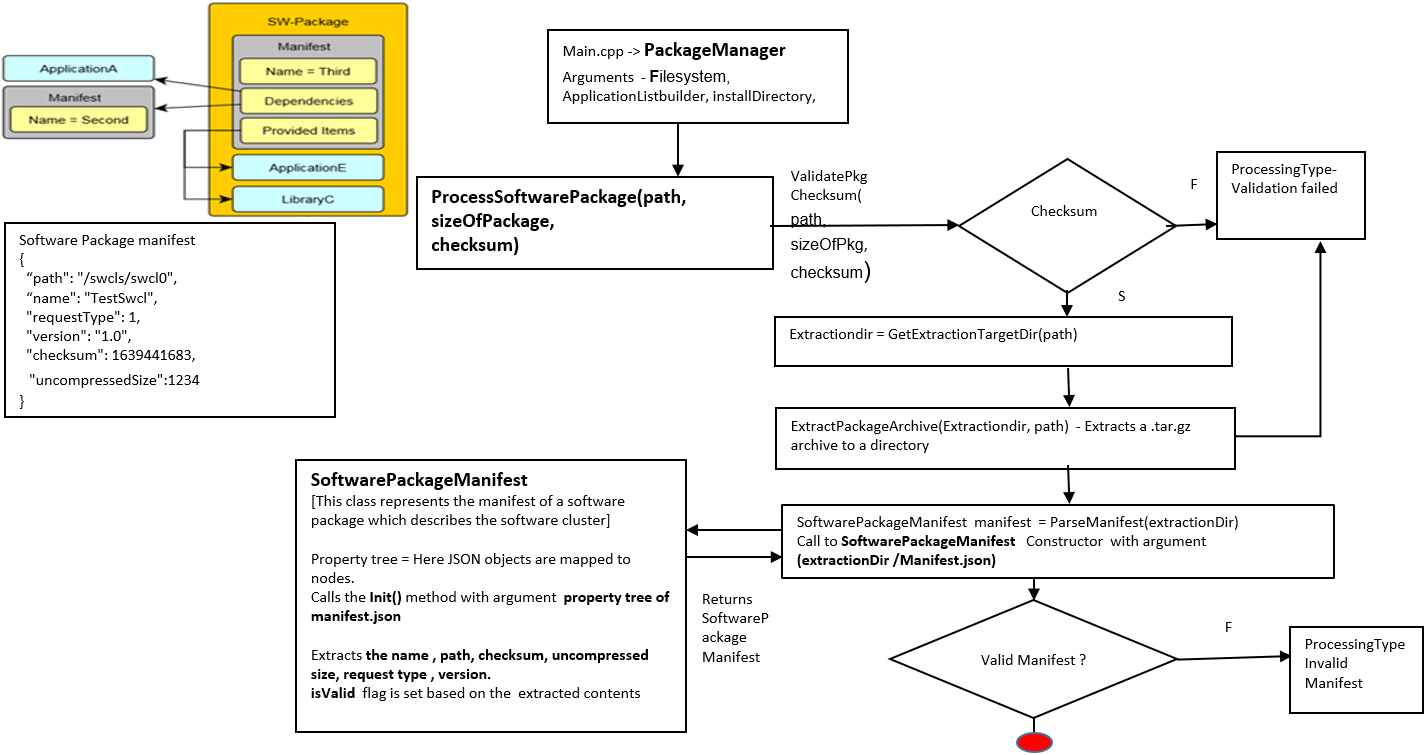 SW-Package
Manifest
Name = Third
Dependencies
Provided Items
ApplicationE
LibraryC
ApplicationA
Manifest
Name = Second
Software Package manifest
{
“path": "/swcls/swcl0",
“name": "TestSwcl",
"requestType": 1,
"version": "1.0",
"checksum": 1639441683,
"uncompressedSize":1234
}
Main.cpp -> PackageManager
Arguments - Filesystem,
ApplicationListbuilder, installDirectory,
ProcessSoftwarePackage(path,
sizeOfPackage,
checksum)
ValidatePkg
Checksum(
path,
sizeOfPkg,
checksum)
Checksum
F
ProcessingType-
Validation failed
S
Extractiondir = GetExtractionTargetDir(path)
ExtractPackageArchive(Extractiondir, path) - Extracts a .tar.gz
archive to a directory
SoftwarePackageManifest manifest = ParseManifest(extractionDir)
Call to SoftwarePackageManifest Constructor with argument
(extractionDir /Manifest.json)
SoftwarePackageManifest
[This class represents the manifest of a software
package which describes the software cluster]
Property tree = Here JSON objects are mapped to
nodes.
Calls the Init() method with argument property tree of
manifest.json
Extracts the name , path, checksum, uncompressed
size, request type , version.
isValid flag is set based on the extracted contents
Returns
SoftwareP
ackage
Manifest
Valid Manifest ?
F
ProcessingType
Invalid
Manifest